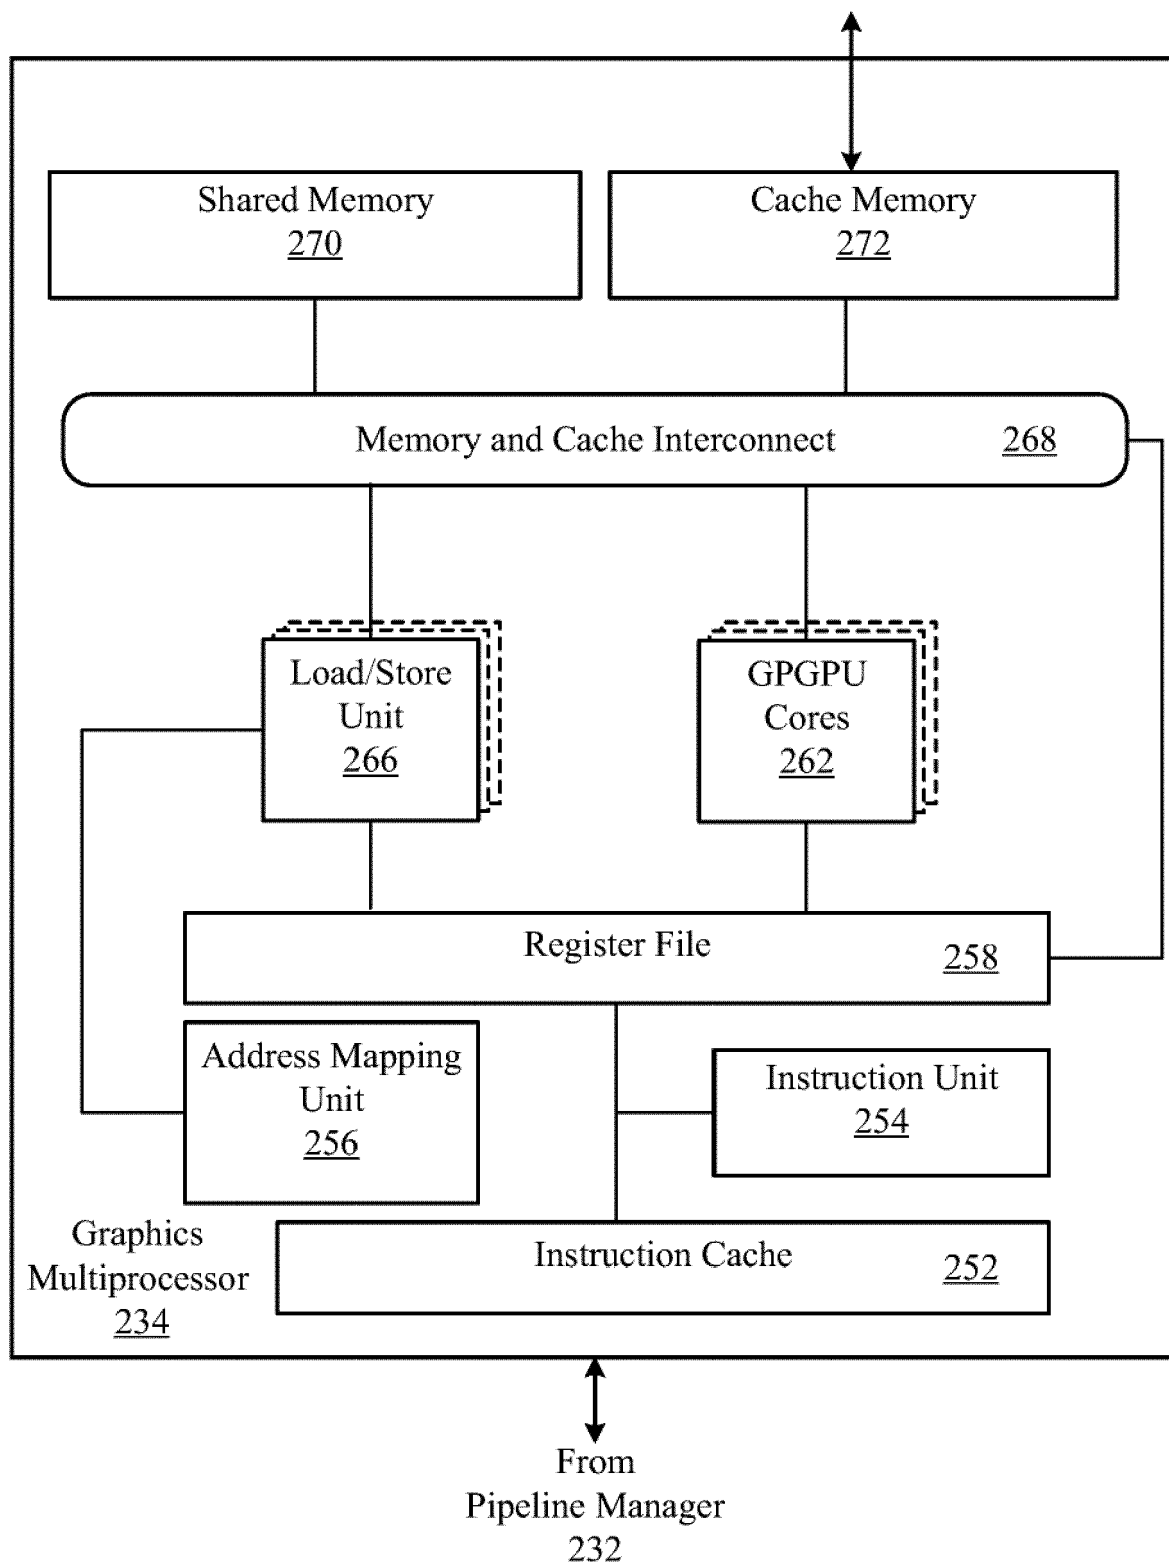 Shared Memory
270
Cache Memory
272
Memory and Cache Interconnect 268
Load/Store
Unit
266
GPGPU
Cores
262
Register File 258
Address Mapping
Unit
256
Instruction Unit
254
Graphics
Multiprocessor
234
Instruction Cache 252
From
Pipeline Manager
232